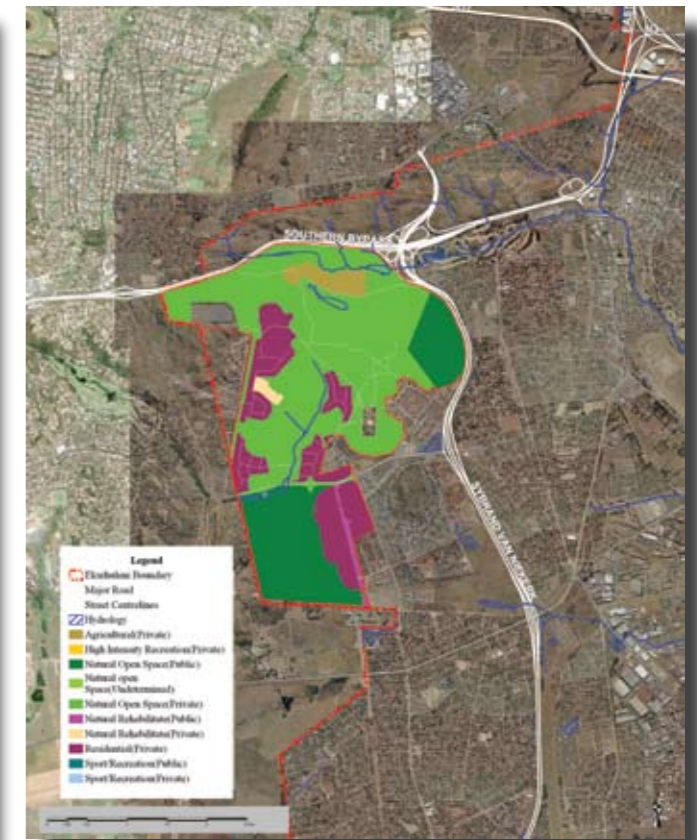 SOUTHERN BYPASS
Legend
Ekurhuleni Boundary
Major Road
Street Centrelines
Hydrology
Agricultural(Private)
High Intensity Recreation(Private)
Natural Open Space(Public)
Natural open
Space(Undetermined)
Natural Open Space(Private)
Natural Rehabilitate(Public)
Natural Rehabilitate(Private)
Residential(Private)
Sport/Recreation(Public)
Sport/Recreation(Private)